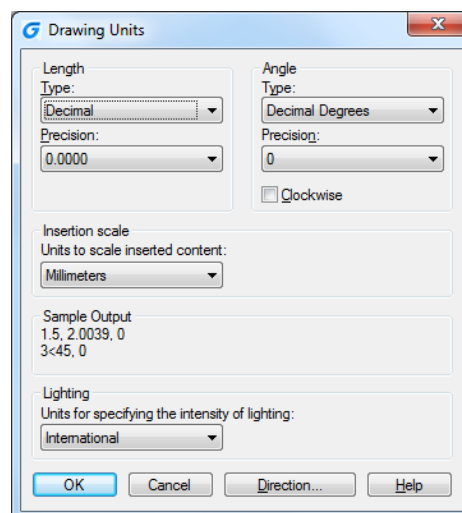 Drawing Units
Length
Type:
Decimal
Precision:
0.0000
Angle
Type:
Decimal Degrees
Precision:
0
Clockwise
Insertion scale
Units to scale inserted content:
Millimeters
Sample Output
1.5, 2.0039, 0
3<45, 0
Lighting
Units for specifying the intensity of lighting:
International
OK Cancel Direction... Help